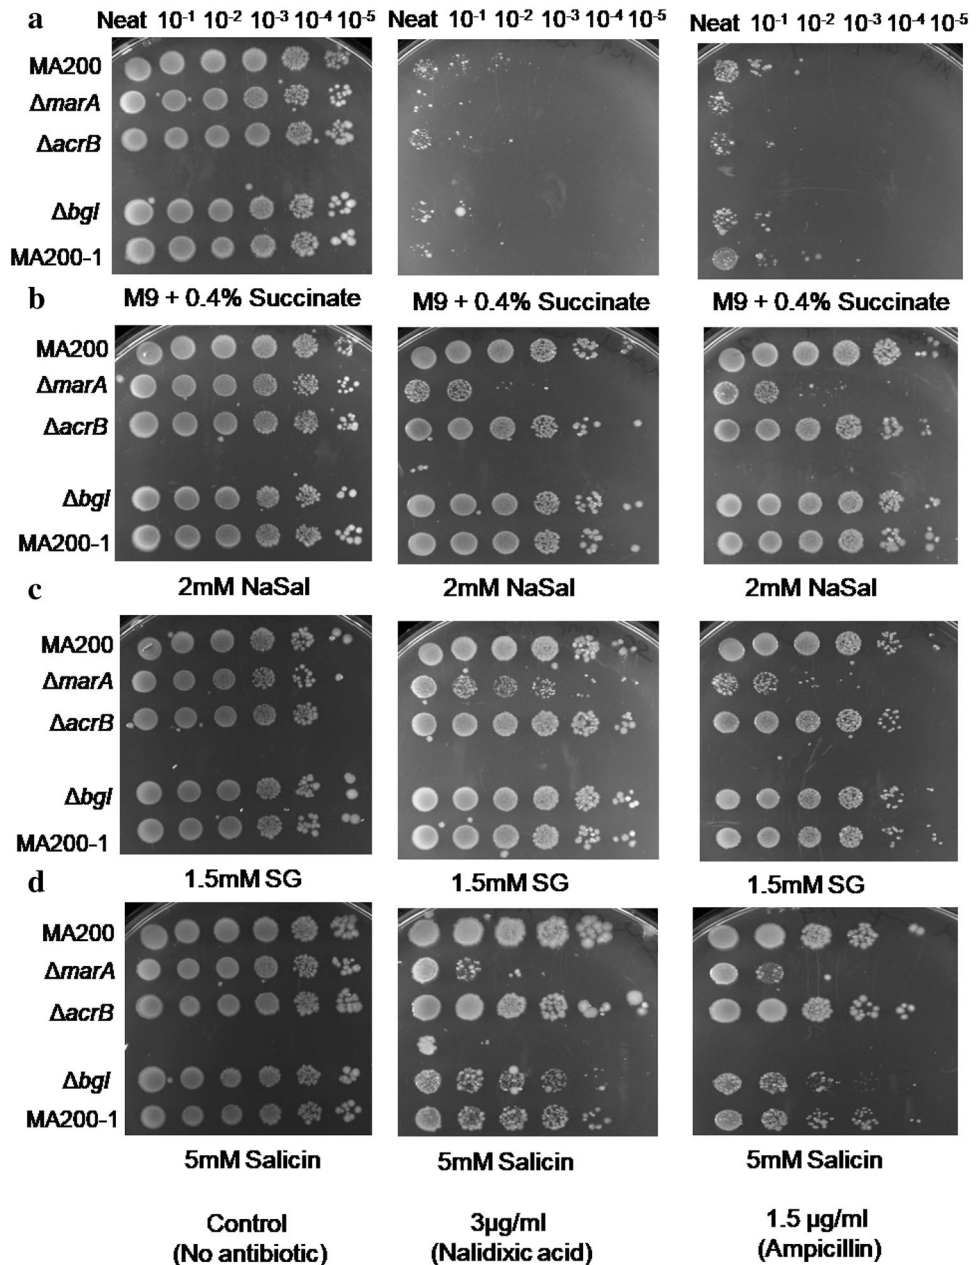 a Neat 10⁻¹ 10⁻² 10⁻³ 10⁻⁴ 10⁻⁵ Neat 10⁻¹ 10⁻² 10⁻³ 10⁻⁴ 10⁻⁵ Neat 10⁻¹ 10⁻² 10⁻³ 10⁻⁴ 10⁻⁵
MA200
ΔmarA
ΔacrB
Δbgl
MA200-1
M9 + 0.4% Succinate M9 + 0.4% Succinate M9 + 0.4% Succinate
b
MA200
ΔmarA
ΔacrB
Δbgl
MA200-1
2mM NaSal 2mM NaSal 2mM NaSal
c
MA200
ΔmarA
ΔacrB
Δbgl
MA200-1
1.5mM SG 1.5mM SG 1.5mM SG
d
MA200
ΔmarA
ΔacrB
Δbgl
MA200-1
5mM Salicin 5mM Salicin 5mM Salicin
Control 3µg/ml 1.5 µg/ml
(No antibiotic) (Nalidixic acid) (Ampicillin)